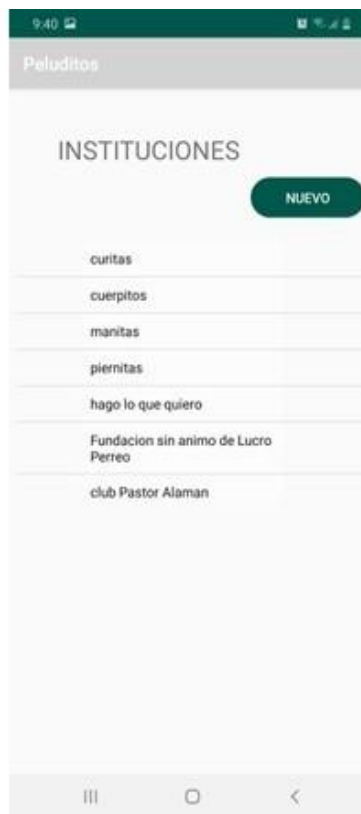 9:40
Peluditos
INSTITUCIONES
NUEVO
curitas
cuerpitos
manitas
piernitas
hago lo que quiero
Fundacion sin animo de Lucro
Perreo
club Pastor Alaman